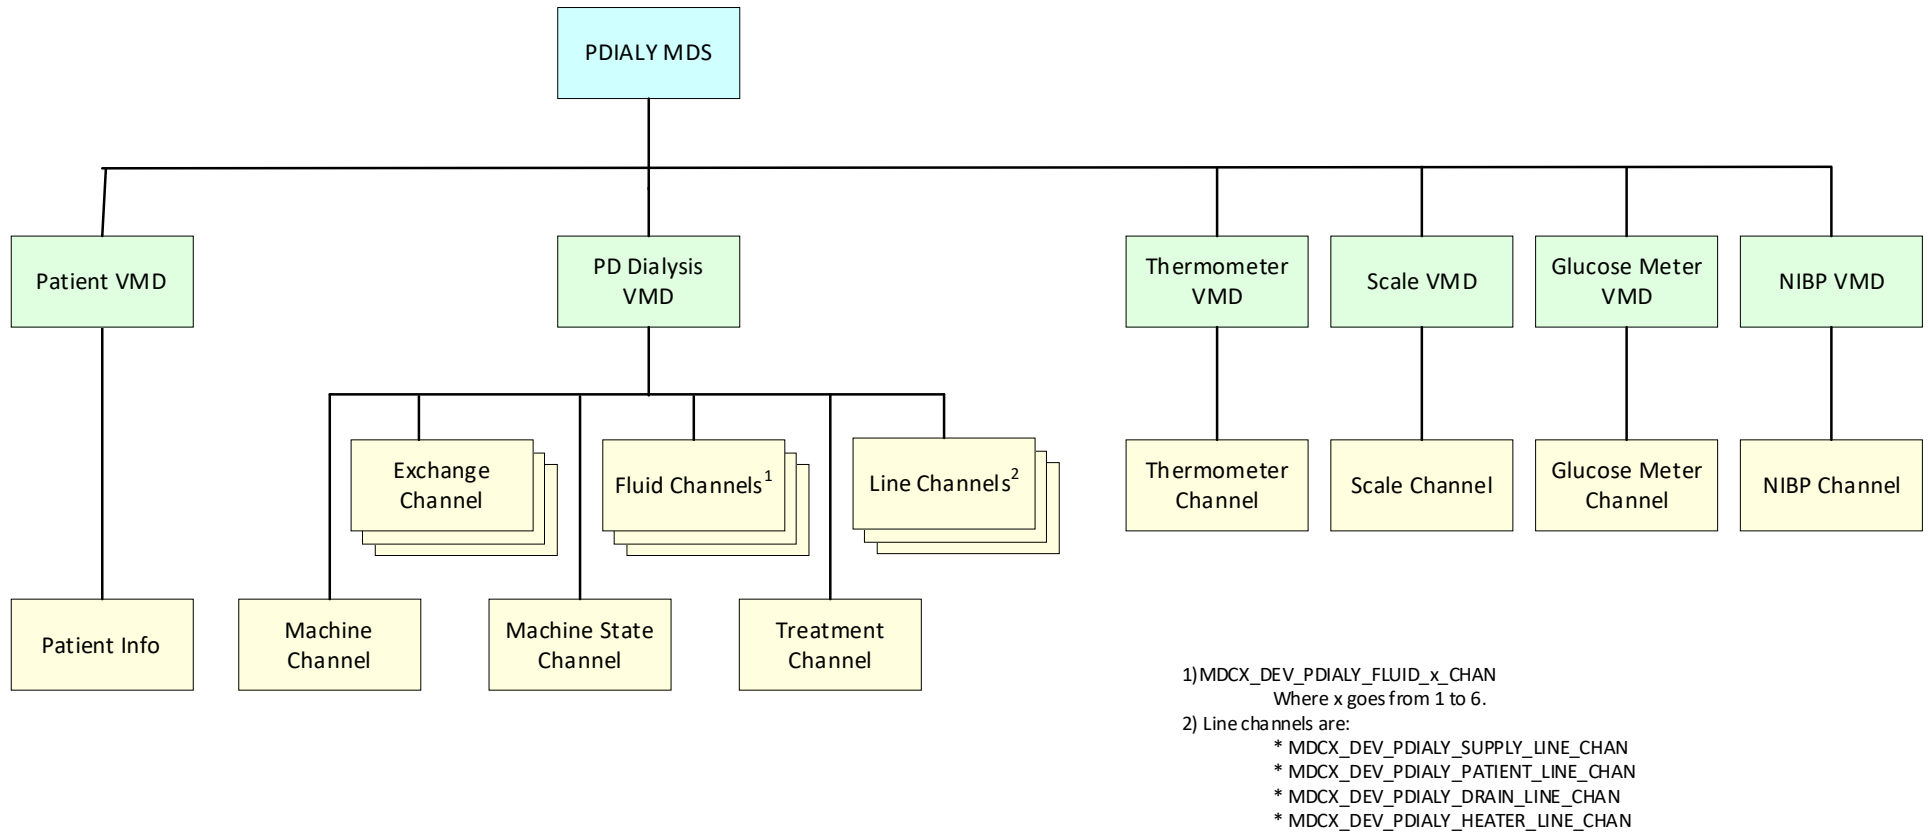 PDIALY MDS
Patient VMD
PD Dialysis
VMD
Thermometer
VMD
Scale VMD
Glucose Meter
VMD
NIBP VMD
Exchange
Channel
Fluid Channels1
Line Channels2
Thermometer
Channel
Scale Channel
Glucose Meter
Channel
NIBP Channel
Patient Info
Machine
Channel
Machine State
Channel
Treatment
Channel
1)MDCX_DEV_PDIALY_FLUID_x_CHAN
Where x goes from 1 to 6.
2) Line channels are:
* MDCX_DEV_PDIALY_SUPPLY_LINE_CHAN
* MDCX_DEV_PDIALY_PATIENT_LINE_CHAN
* MDCX_DEV_PDIALY_DRAIN_LINE_CHAN
* MDCX_DEV_PDIALY_HEATER_LINE_CHAN